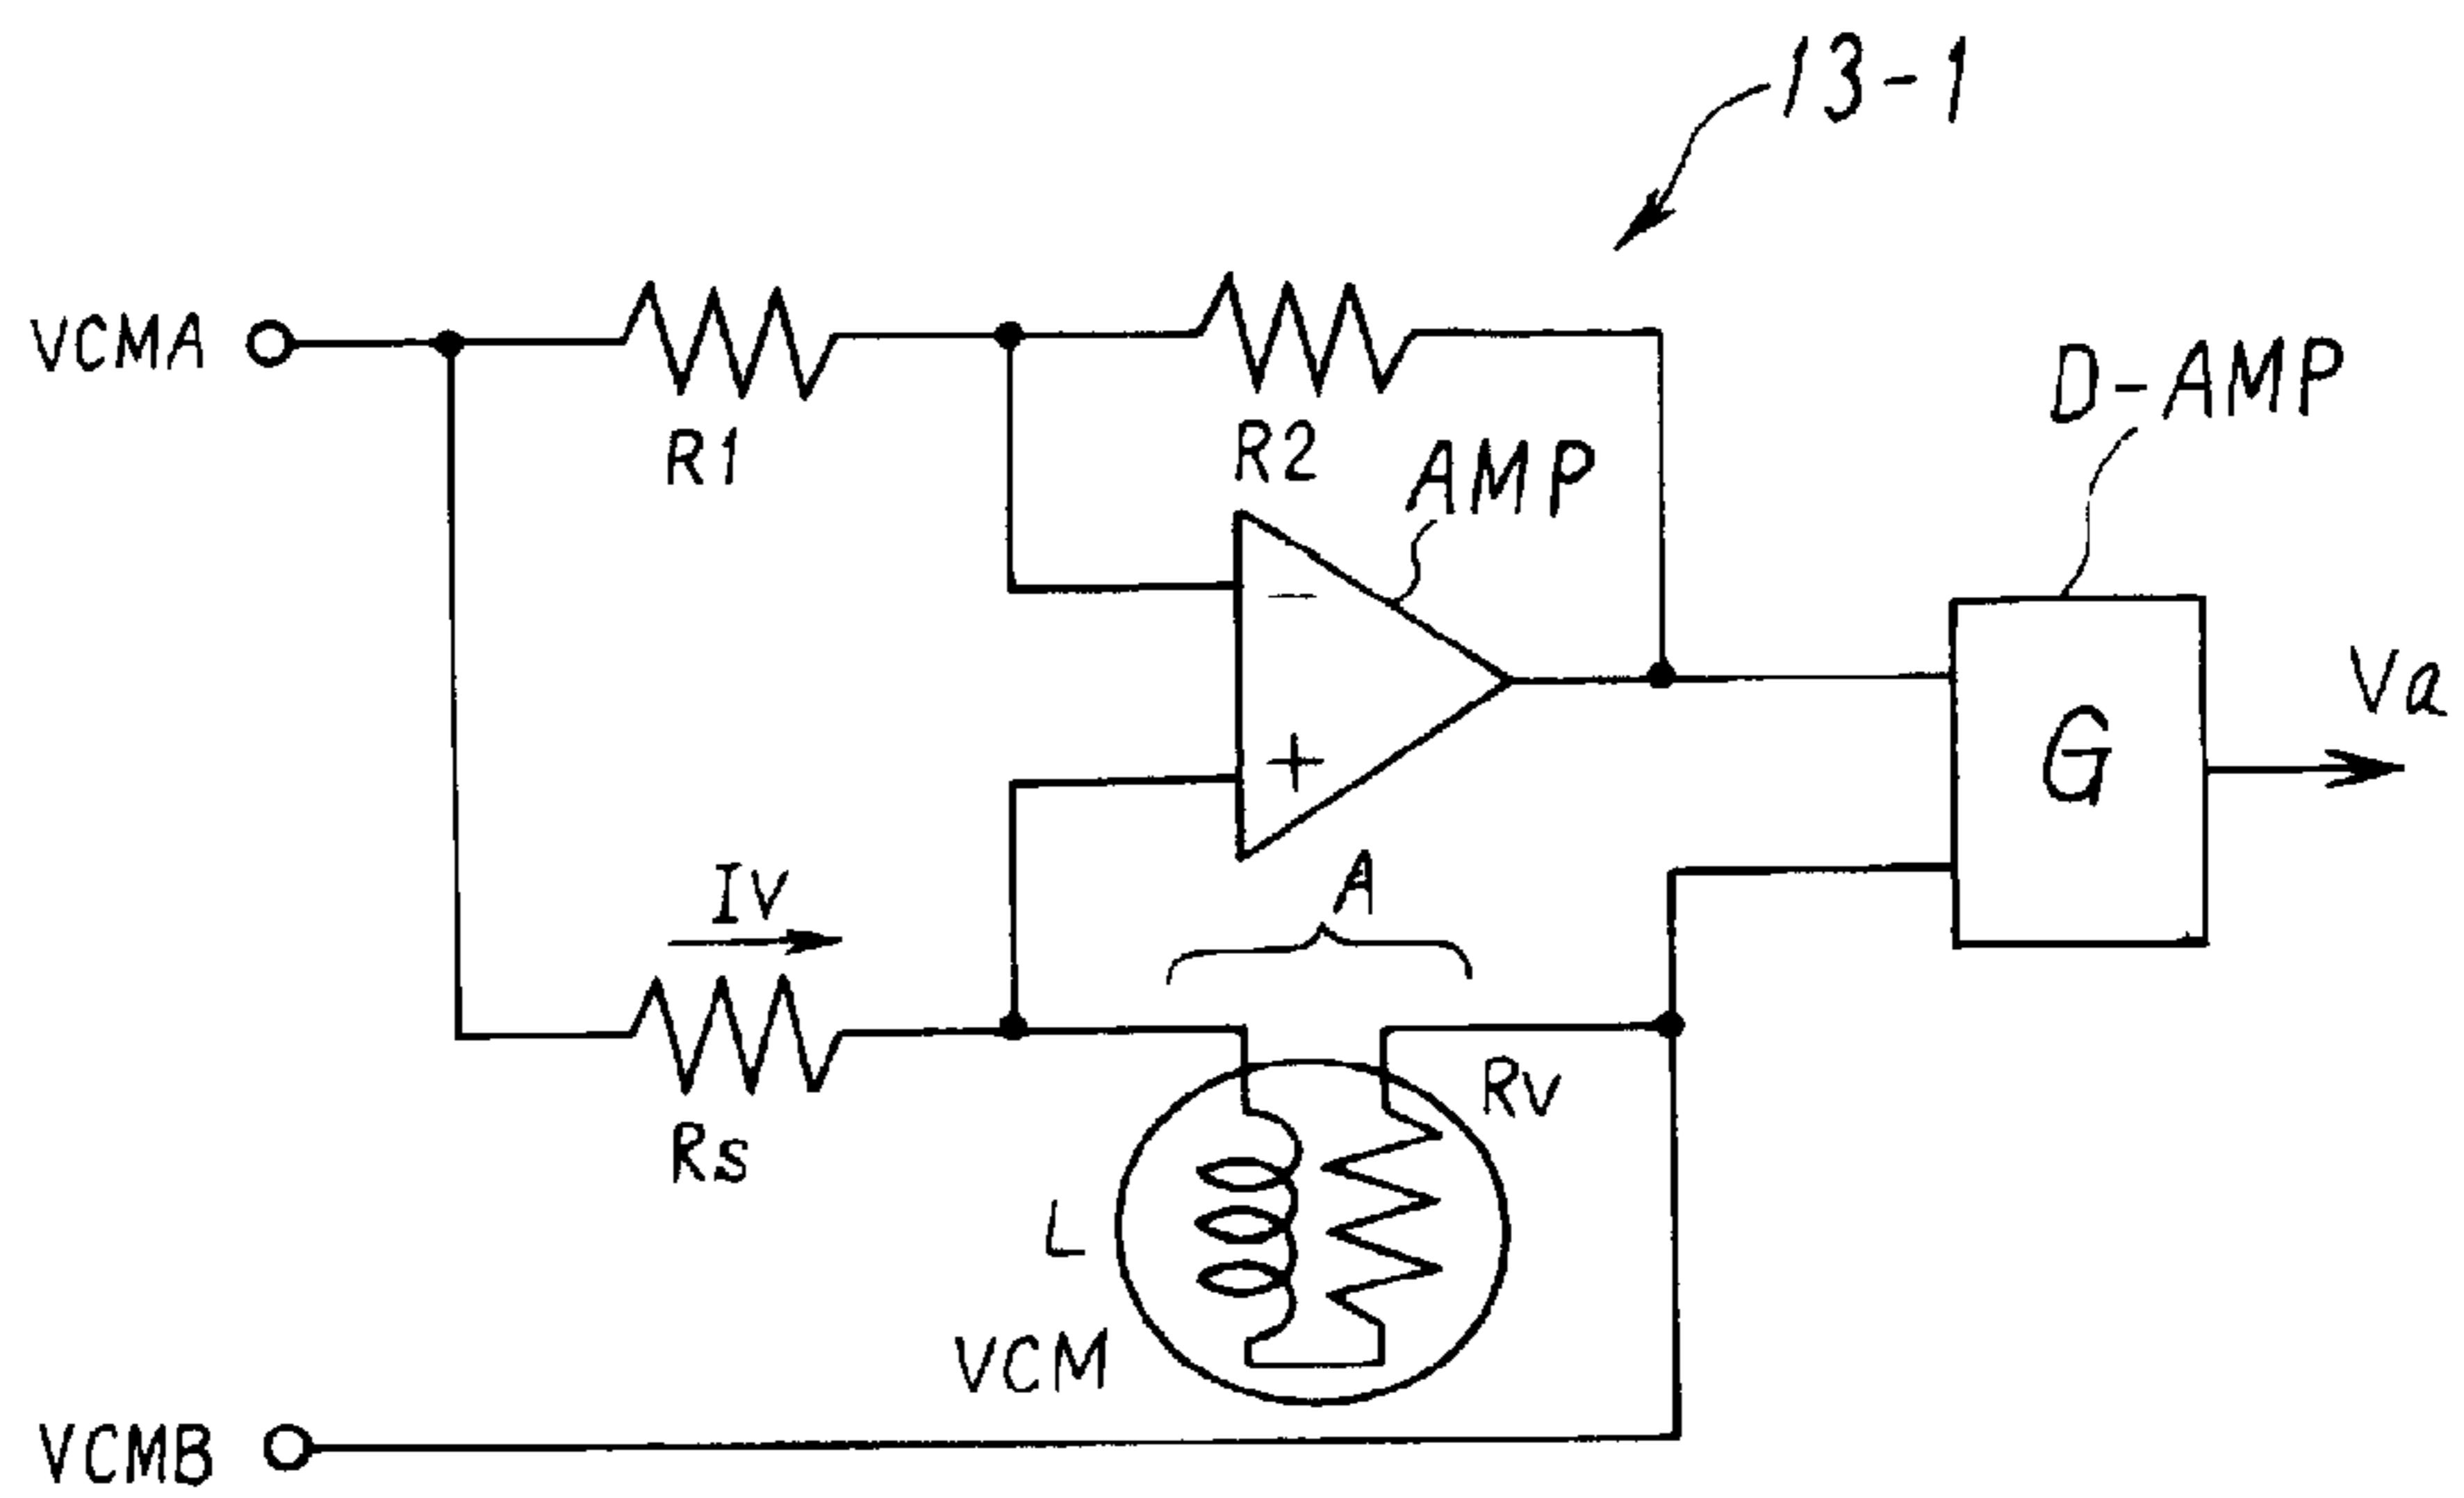 13-1
VCMA
R1
R2
AMP
D-AMP
−
+
G
Va
Iv
A
Rs
Rv
L
VCM
VCMB